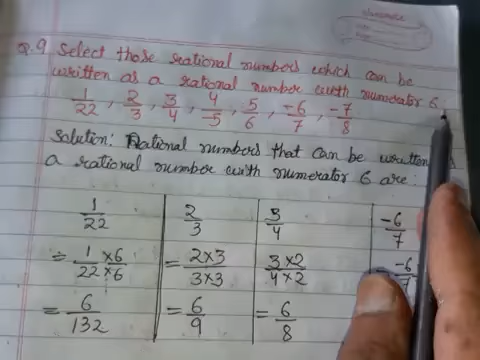 Q.9 Select those rational numbers which can be
written as a rational number with numerator 6:
1/22, 2/3, 3/4, 4/-5, 5/6, -6/7, -7/8
Solution: Rational numbers that can be written
a rational number with numerator 6 are:
1/22 2/3 3/4 -6/7
= 1×6/22×6 = 2×3/3×3 3×2/4×2 -6/7
= 6/132 = 6/9 = 6/8